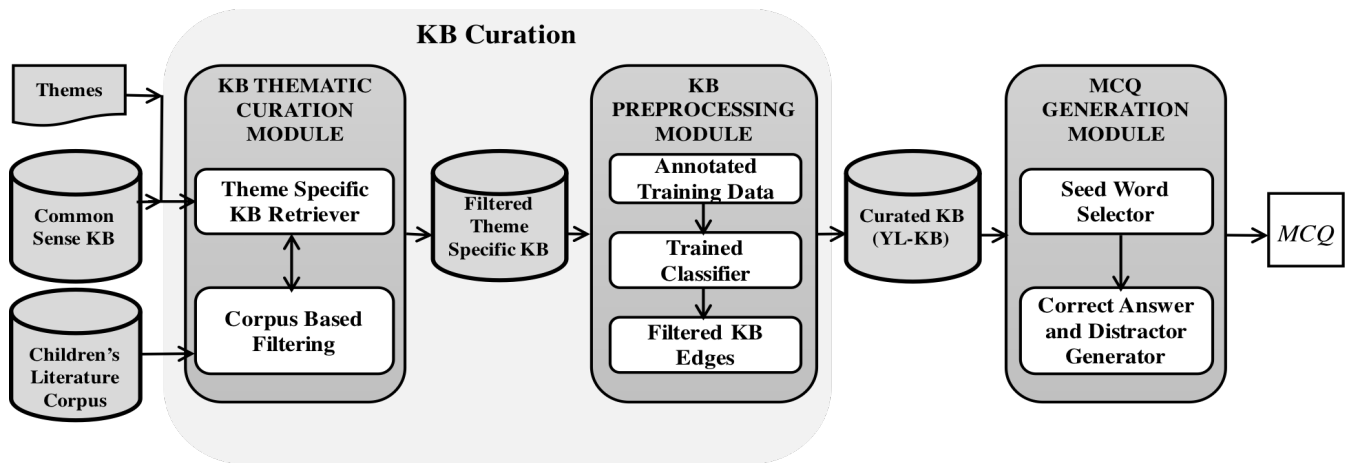 KB Curation
Themes
Common
Sense KB
Children's
Literature
Corpus
KB THEMATIC
CURATION
MODULE
Theme Specific
KB Retriever
Corpus Based
Filtering
Filtered
Theme
Specific KB
KB
PREPROCESSING
MODULE
Annotated
Training Data
Trained
Classifier
Filtered KB
Edges
Curated KB
(YL-KB)
MCQ
GENERATION
MODULE
Seed Word
Selector
Correct Answer
and Distractor
Generator
MCQ